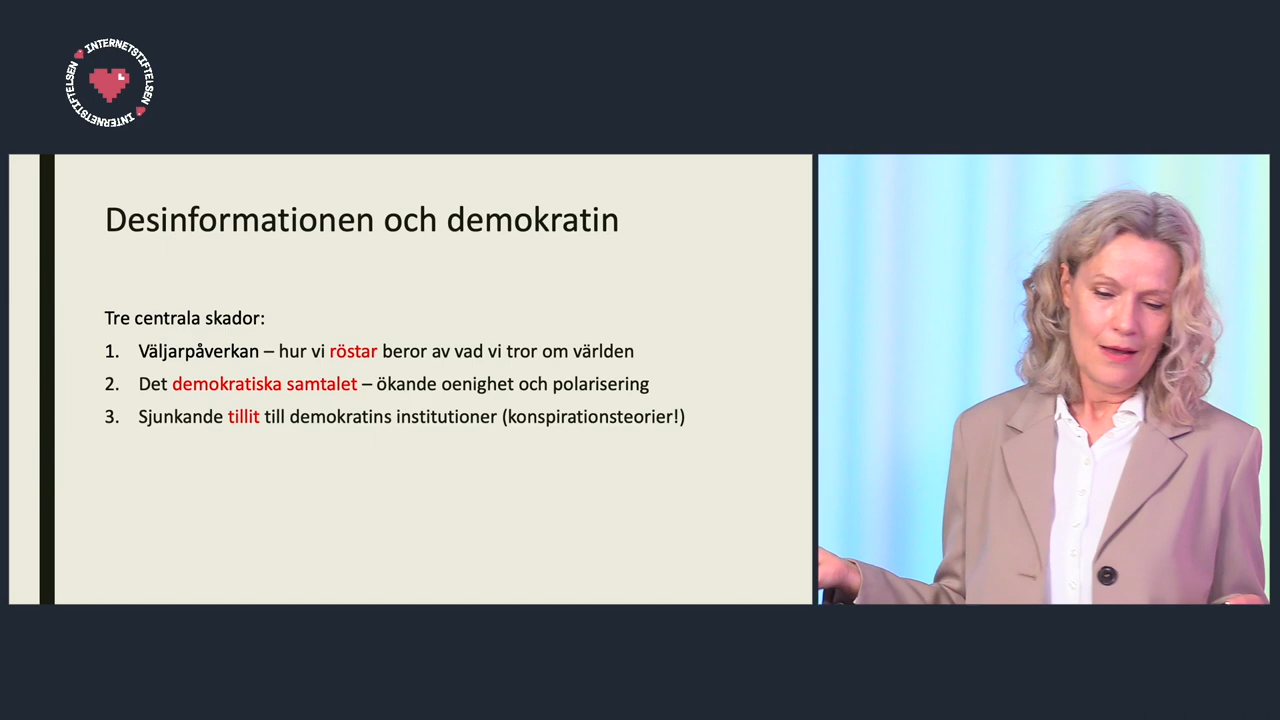 INTERNETSTIFTELSEN
INTERNETSTIFTELSEN
Desinformationen och demokratin
Tre centrala skador:
1. Väljarpåverkan – hur vi röstar beror av vad vi tror om världen
2. Det demokratiska samtalet – ökande oenighet och polarisering
3. Sjunkande tillit till demokratins institutioner (konspirationsteorier!)